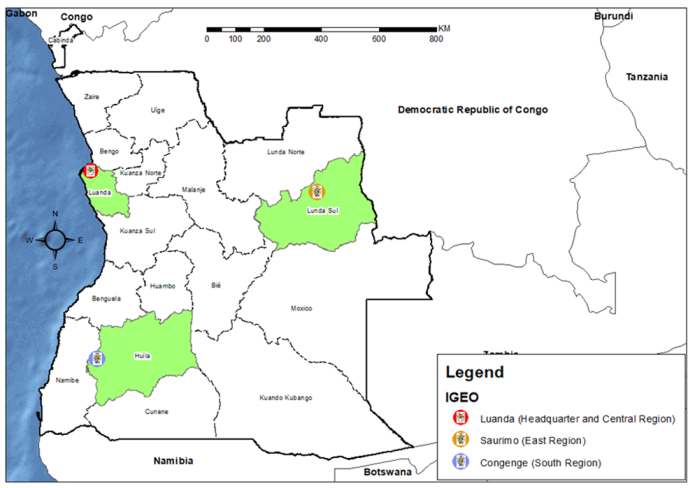 Gabon
Congo
Burundi
Cabinda
0 100 200 400 600 800
KM
Tanzania
Zaire
Uíge
Democratic Republic of Congo
Bengo
Lunda Norte
Kuanza Norte
Luanda
Malanje
Lunda Sul
N
W E
S
Kuanza Sul
Benguela
Huambo
Bié
Moxico
Huíla
Namibe
Kuando Kubango
Cunene
Namibia
Botswana
Legend
IGEO
Luanda (Headquarter and Central Region)
Saurimo (East Region)
Congenge (South Region)